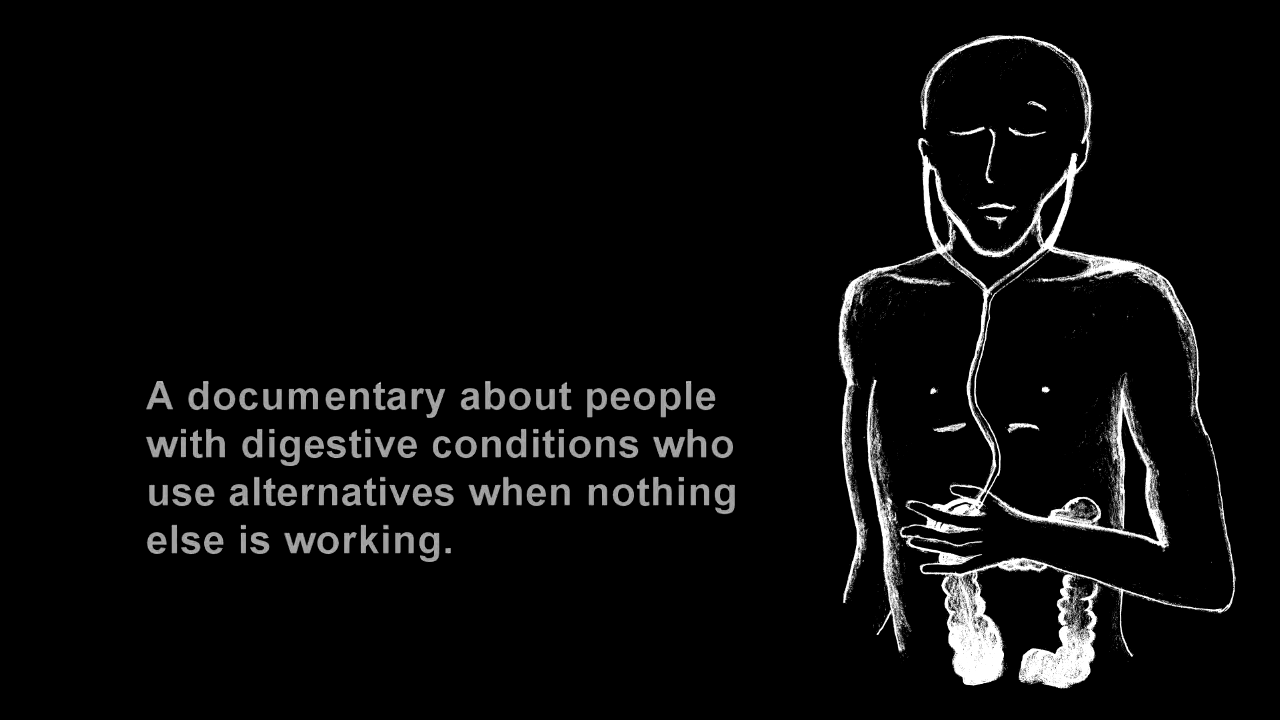 A documentary about people
with digestive conditions who
use alternatives when nothing
else is working.